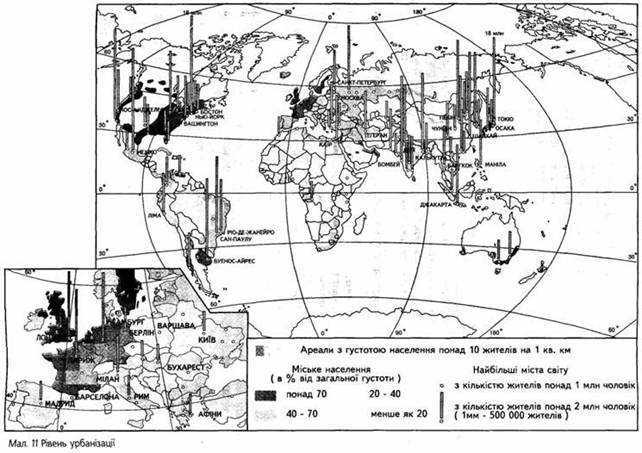 18 млн
18 млн
САНКТ-ПЕТЕРБУРГ
МОСКВА
БОСТОН
НЬЮ-ЙОРК
ВАШИНГТОН
ТОКІО
ОСАКА
ШАНХАЙ
ТЕГЕРАН
КАЇР
БОМБЕЙ
КАЛЬКУТТА
БАНГКОК
МАНІЛА
ДЖАКАРТА
ЛІМА
РІО-ДЕ-ЖАНЕЙРО
САН-ПАУЛУ
БУЕНОС-АЙРЕС
БЕРЛІН
ВАРШАВА
КИЇВ
ПАРИЖ
МІЛАН
БУХАРЕСТ
БАРСЕЛОНА
РИМ
МАДРИД
АФІНИ
Ареали з густотою населення понад 10 жителів на 1 кв. км
Міське населення
( в % від загальної густоти )
понад 70
20 - 40
40 - 70
менше як 20
Найбільші міста світу
з кількістю жителів понад 1 млн чоловік
з кількістю жителів понад 2 млн чоловік
( 1мм - 500 000 жителів )
Мал. 11 Рівень урбанізації